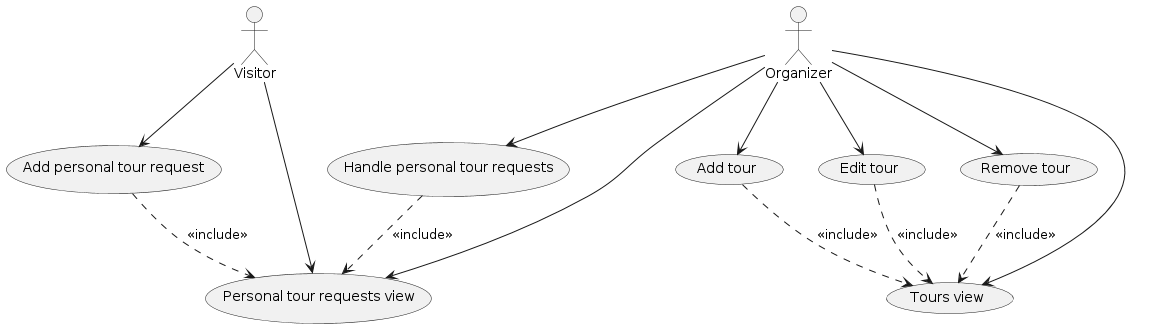 Visitor
Organizer
Add personal tour request
Handle personal tour requests
Add tour
Edit tour
Remove tour
«include»
«include»
«include»
«include»
«include»
Personal tour requests view
Tours view